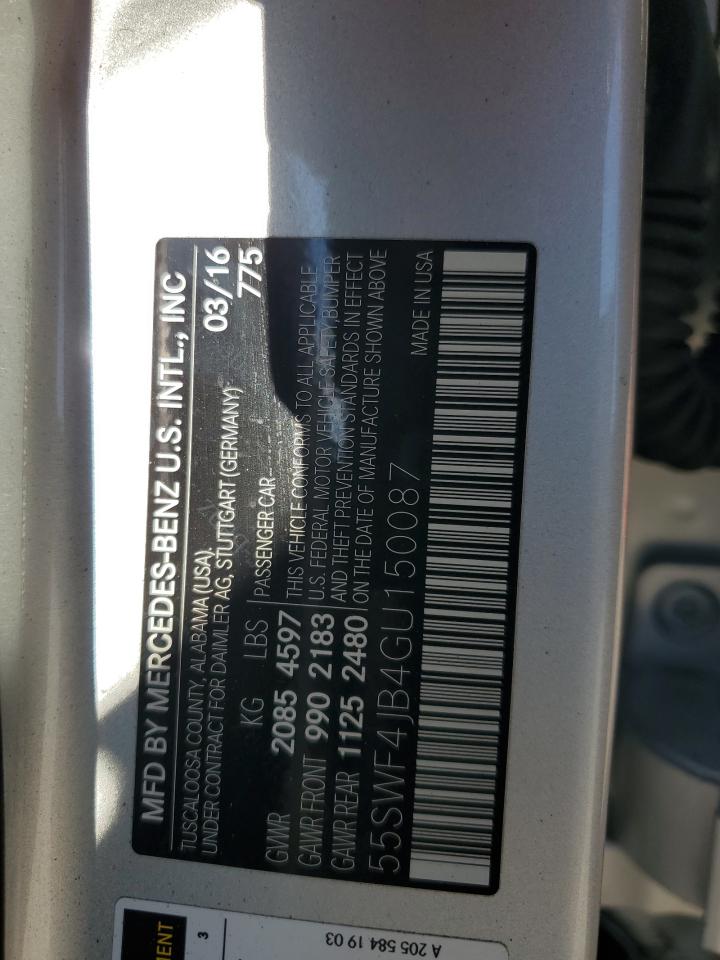 MFD BY MERCEDES-BENZ U.S. INTL., INC
TUSCALOOSA COUNTY, ALABAMA (USA),
UNDER CONTRACT FOR DAIMLER AG, STUTTGART (GERMANY)
03/16
KG LBS PASSENGER CAR 775
GVWR 2085 4597 THIS VEHICLE CONFORMS TO ALL APPLICABLE
GAWR FRONT 990 2183 U.S. FEDERAL MOTOR VEHICLE SAFETY,BUMPER
GAWR REAR 1125 2480 AND THEFT PREVENTION STANDARDS IN EFFECT
ON THE DATE OF MANUFACTURE SHOWN ABOVE
55SWF4JB4GU150087 MADE IN USA
3
A 205 584 19 03